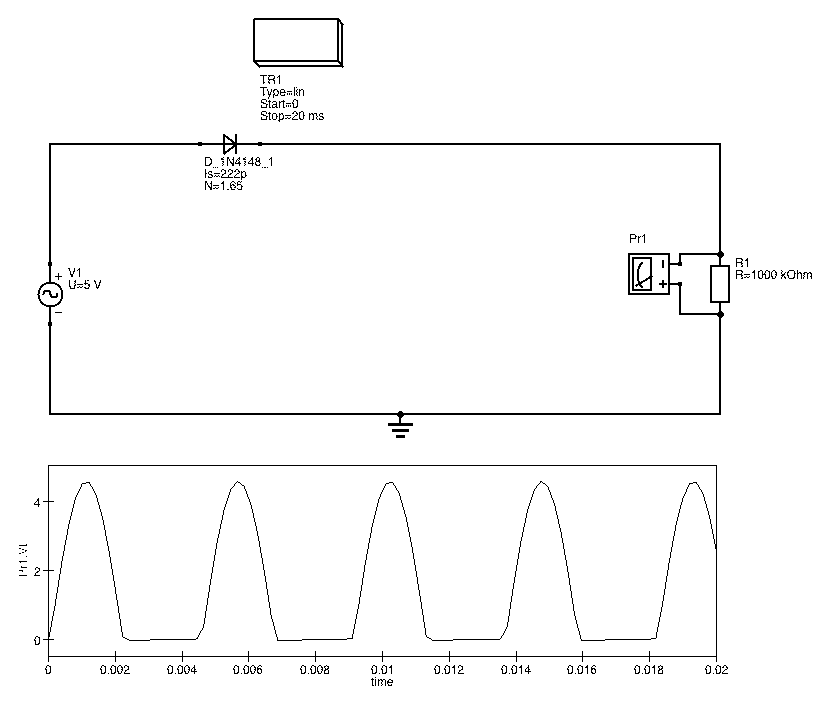 TR1
Type=lin
Start=0
Stop=20 ms
D_1N4148_1
Is=222p
N=1.65
Pr1
V1
U=5 V
R1
R=1000 kOhm
4
2
0
Pr1.Vt
0 0.002 0.004 0.006 0.008 0.01 0.012 0.014 0.016 0.018 0.02
time